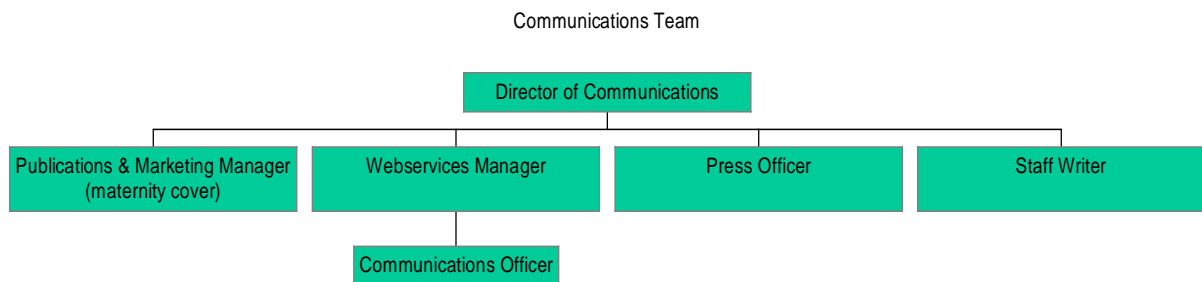 Communications Team
Director of Communications
Publications & Marketing Manager
(maternity cover)
Webservices Manager
Press Officer
Staff Writer
Communications Officer